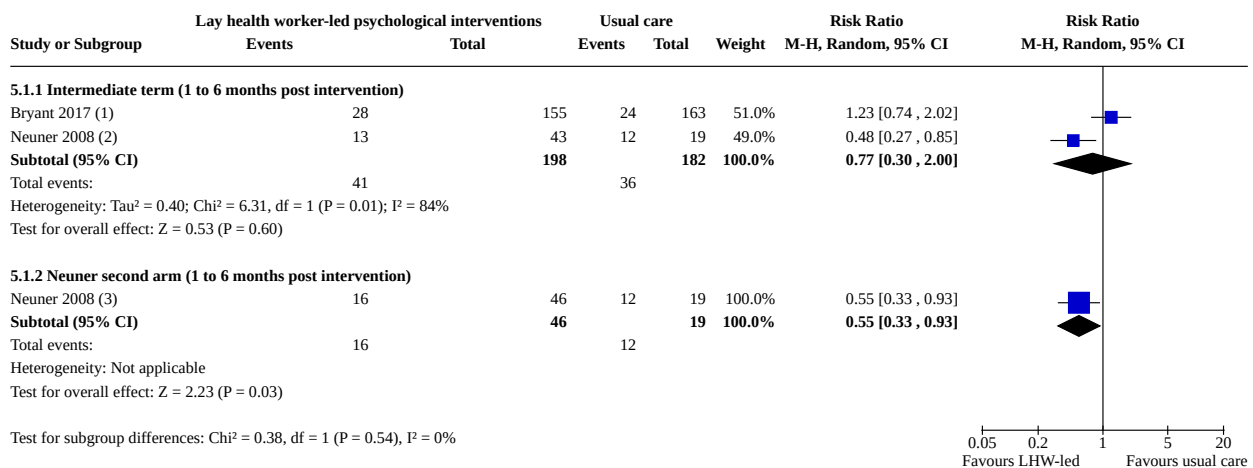 Lay health worker-led psychological interventions Usual care Risk Ratio Risk Ratio
Study or Subgroup Events Total Events Total Weight M-H, Random, 95% CI M-H, Random, 95% CI
5.1.1 Intermediate term (1 to 6 months post intervention)
Bryant 2017 (1) 28 155 24 163 51.0% 1.23 [0.74 , 2.02]
Neuner 2008 (2) 13 43 12 19 49.0% 0.48 [0.27 , 0.85]
Subtotal (95% CI) 198 182 100.0% 0.77 [0.30 , 2.00]
Total events: 41 36
Heterogeneity: Tau² = 0.40; Chi² = 6.31, df = 1 (P = 0.01); I² = 84%
Test for overall effect: Z = 0.53 (P = 0.60)
5.1.2 Neuner second arm (1 to 6 months post intervention)
Neuner 2008 (3) 16 46 12 19 100.0% 0.55 [0.33 , 0.93]
Subtotal (95% CI) 46 19 100.0% 0.55 [0.33 , 0.93]
Total events: 16 12
Heterogeneity: Not applicable
Test for overall effect: Z = 2.23 (P = 0.03)
Test for subgroup differences: Chi² = 0.38, df = 1 (P = 0.54), I² = 0%
0.05 0.2 1 5 20
Favours LHW-led Favours usual care